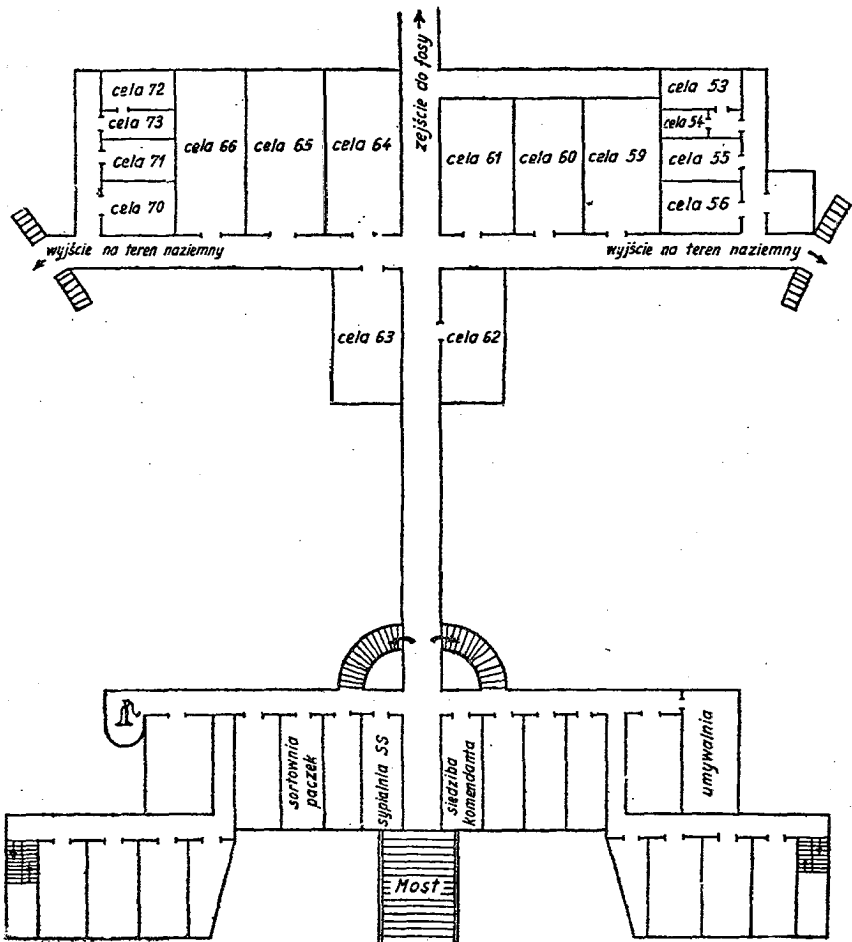 zejście do fosy
cela 72
cela 73
cela 71
cela 70
cela 66
cela 65
cela 64
cela 61
cela 60
cela 59
cela 53
cela 54
cela 55
cela 56
wyjście na teren naziemny
wyjście na teren naziemny
cela 63
cela 62
sortownia
paczek
sypialnia SS
siedziba
komendanta
umywalnia
Most